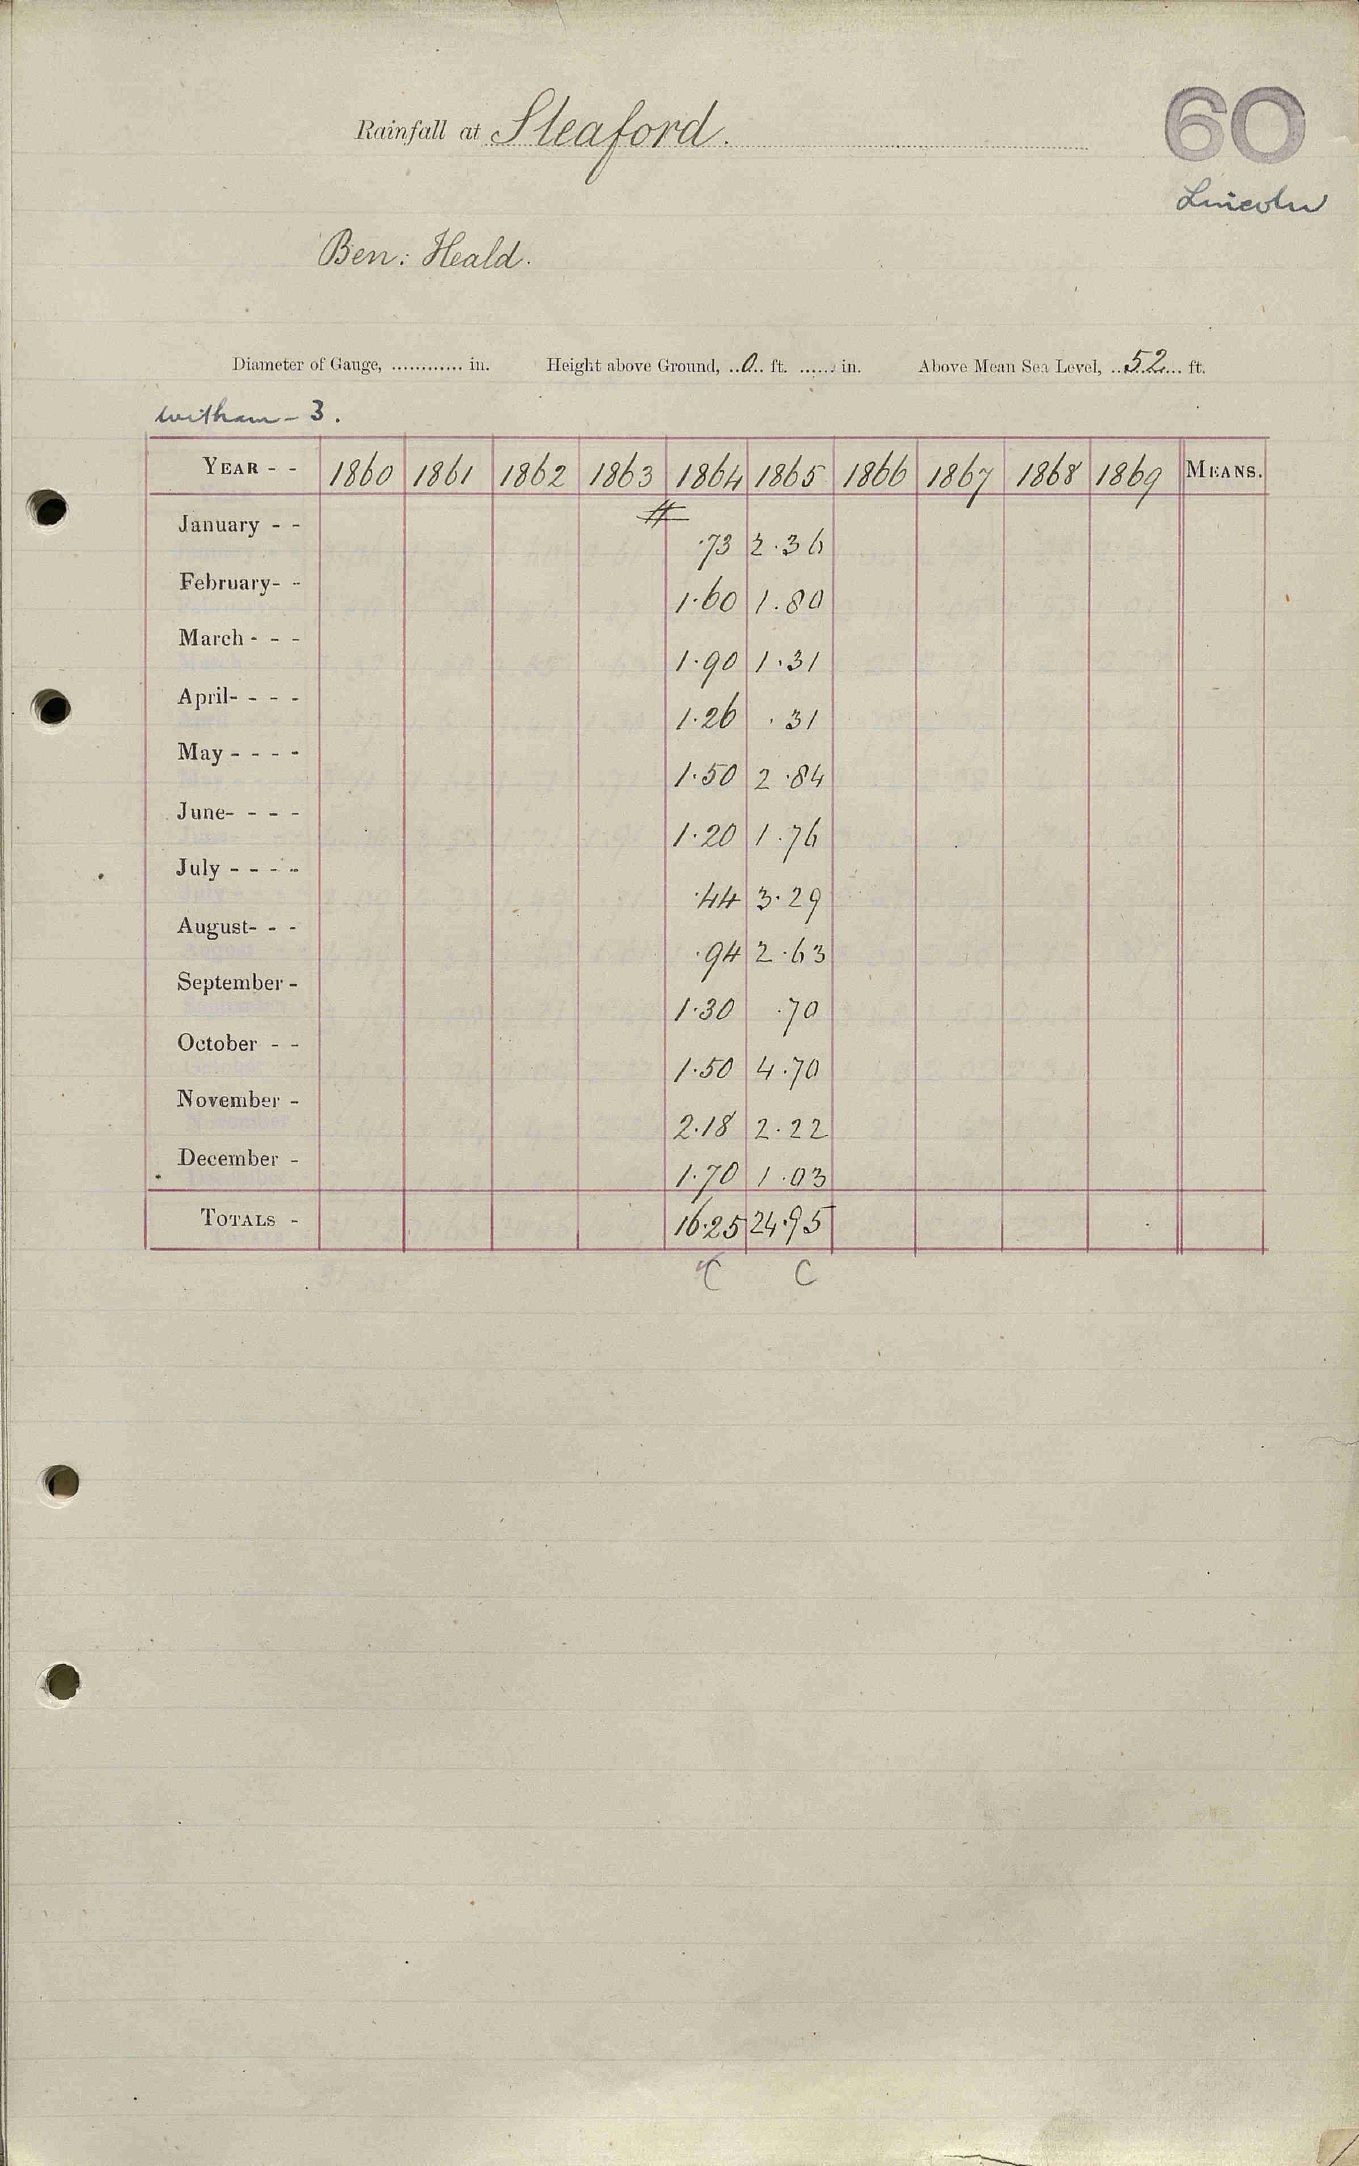 60
Rainfall at Sleaford.
Lincoln
Ben: Heald.
Diameter of Gauge, ............ in. Height above Ground, ..0.. ft. ...... in. Above Mean Sea Level, ..52... ft.
Witham - 3.
YEAR - - 1860 1861 1862 1863 1864 1865 1866 1867 1868 1869 MEANS.
January - - .73 2.36
February- - 1.60 1.80
March - - - 1.90 1.31
April- - - - 1.26 .31
May - - - - 1.50 2.84
June- - - - 1.20 1.76
July - - - - .44 3.29
August- - - .94 2.63
September - 1.30 .70
October - - 1.50 4.70
November - 2.18 2.22
December - 1.70 1.03
TOTALS - 16.25 24.95
C C